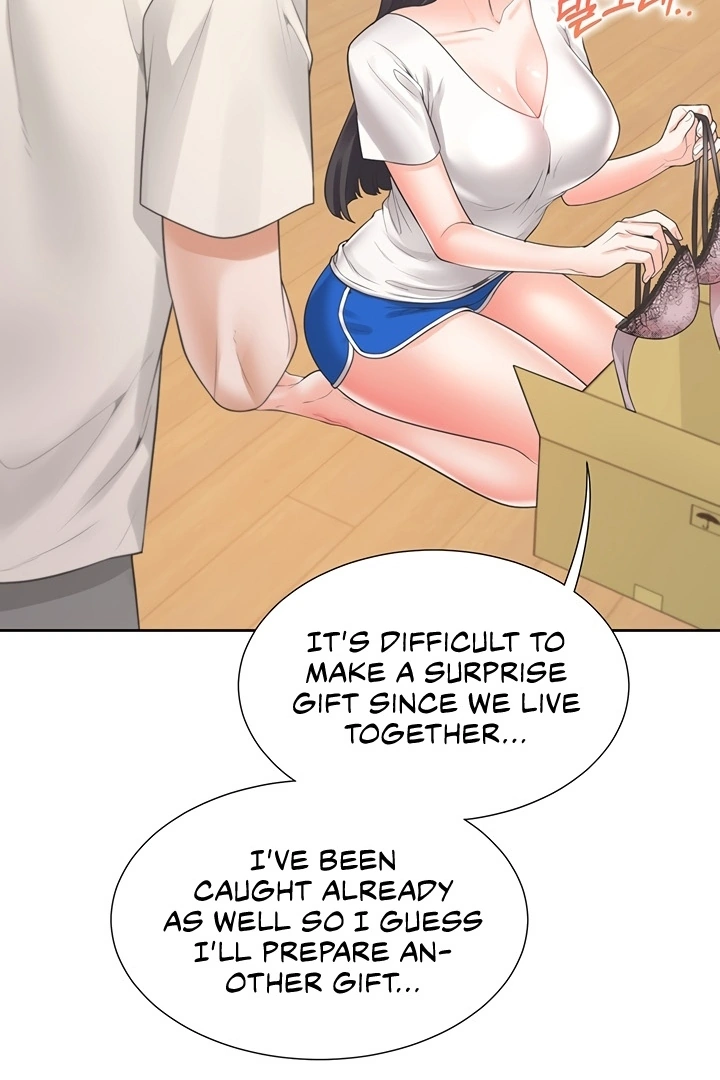 IT'S DIFFICULT TO
MAKE A SURPRISE
GIFT SINCE WE LIVE
TOGETHER...
I'VE BEEN
CAUGHT ALREADY
AS WELL SO I GUESS
I'LL PREPARE AN-
OTHER GIFT...